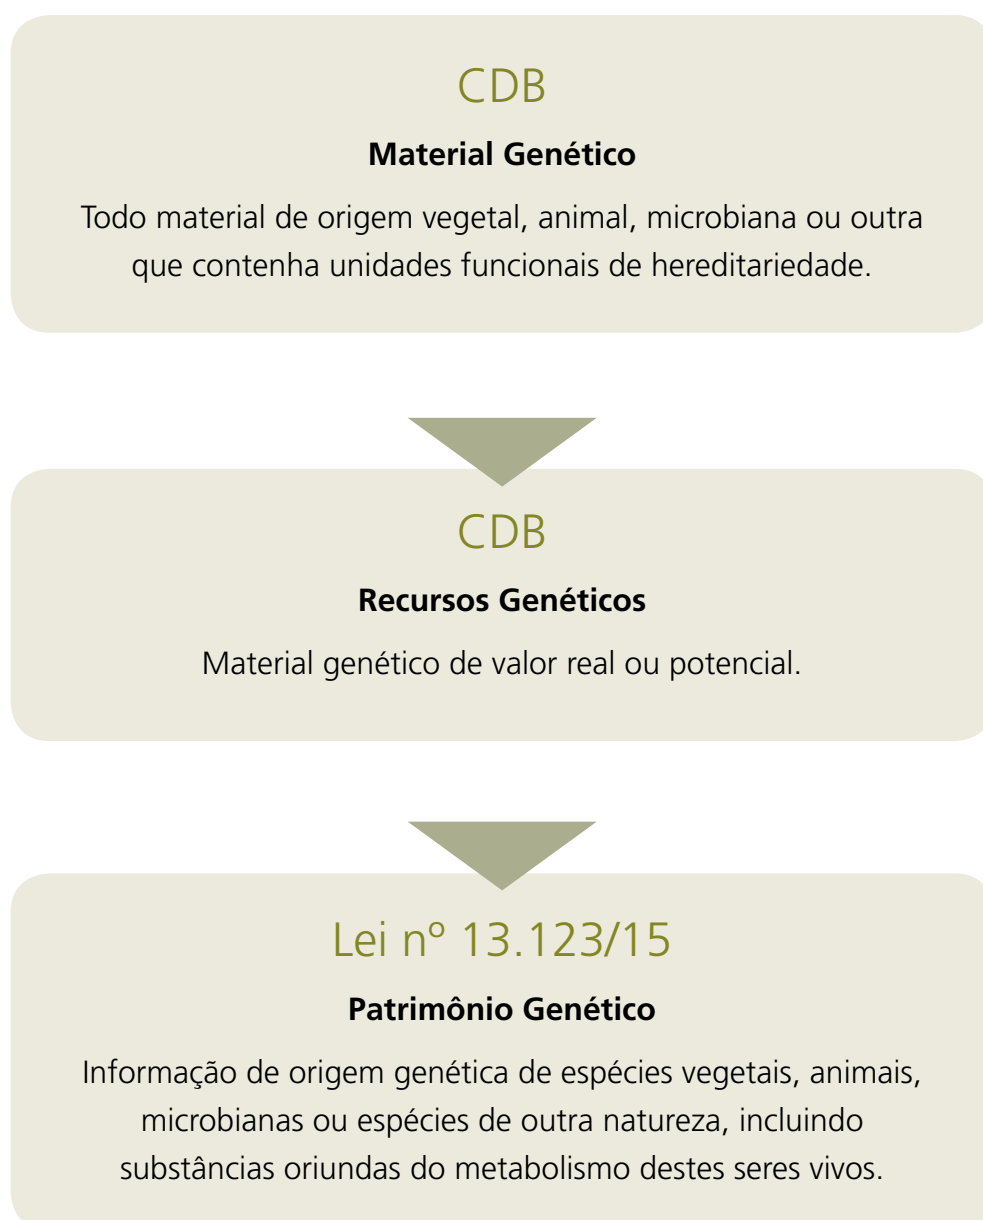 CDB
Material Genético
Todo material de origem vegetal, animal, microbiana ou outra
que contenha unidades funcionais de hereditariedade.
CDB
Recursos Genéticos
Material genético de valor real ou potencial.
Lei nº 13.123/15
Patrimônio Genético
Informação de origem genética de espécies vegetais, animais,
microbianas ou espécies de outra natureza, incluindo
substâncias oriundas do metabolismo destes seres vivos.